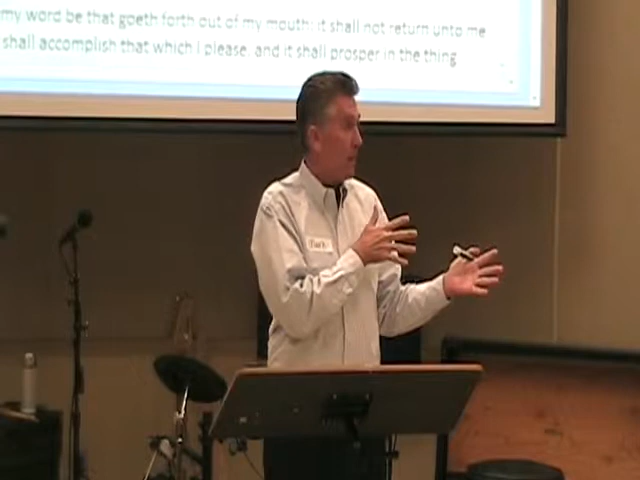 my word be that goeth forth out of my mouth: it shall not return unto me
shall accomplish that which I please, and it shall prosper in the thing